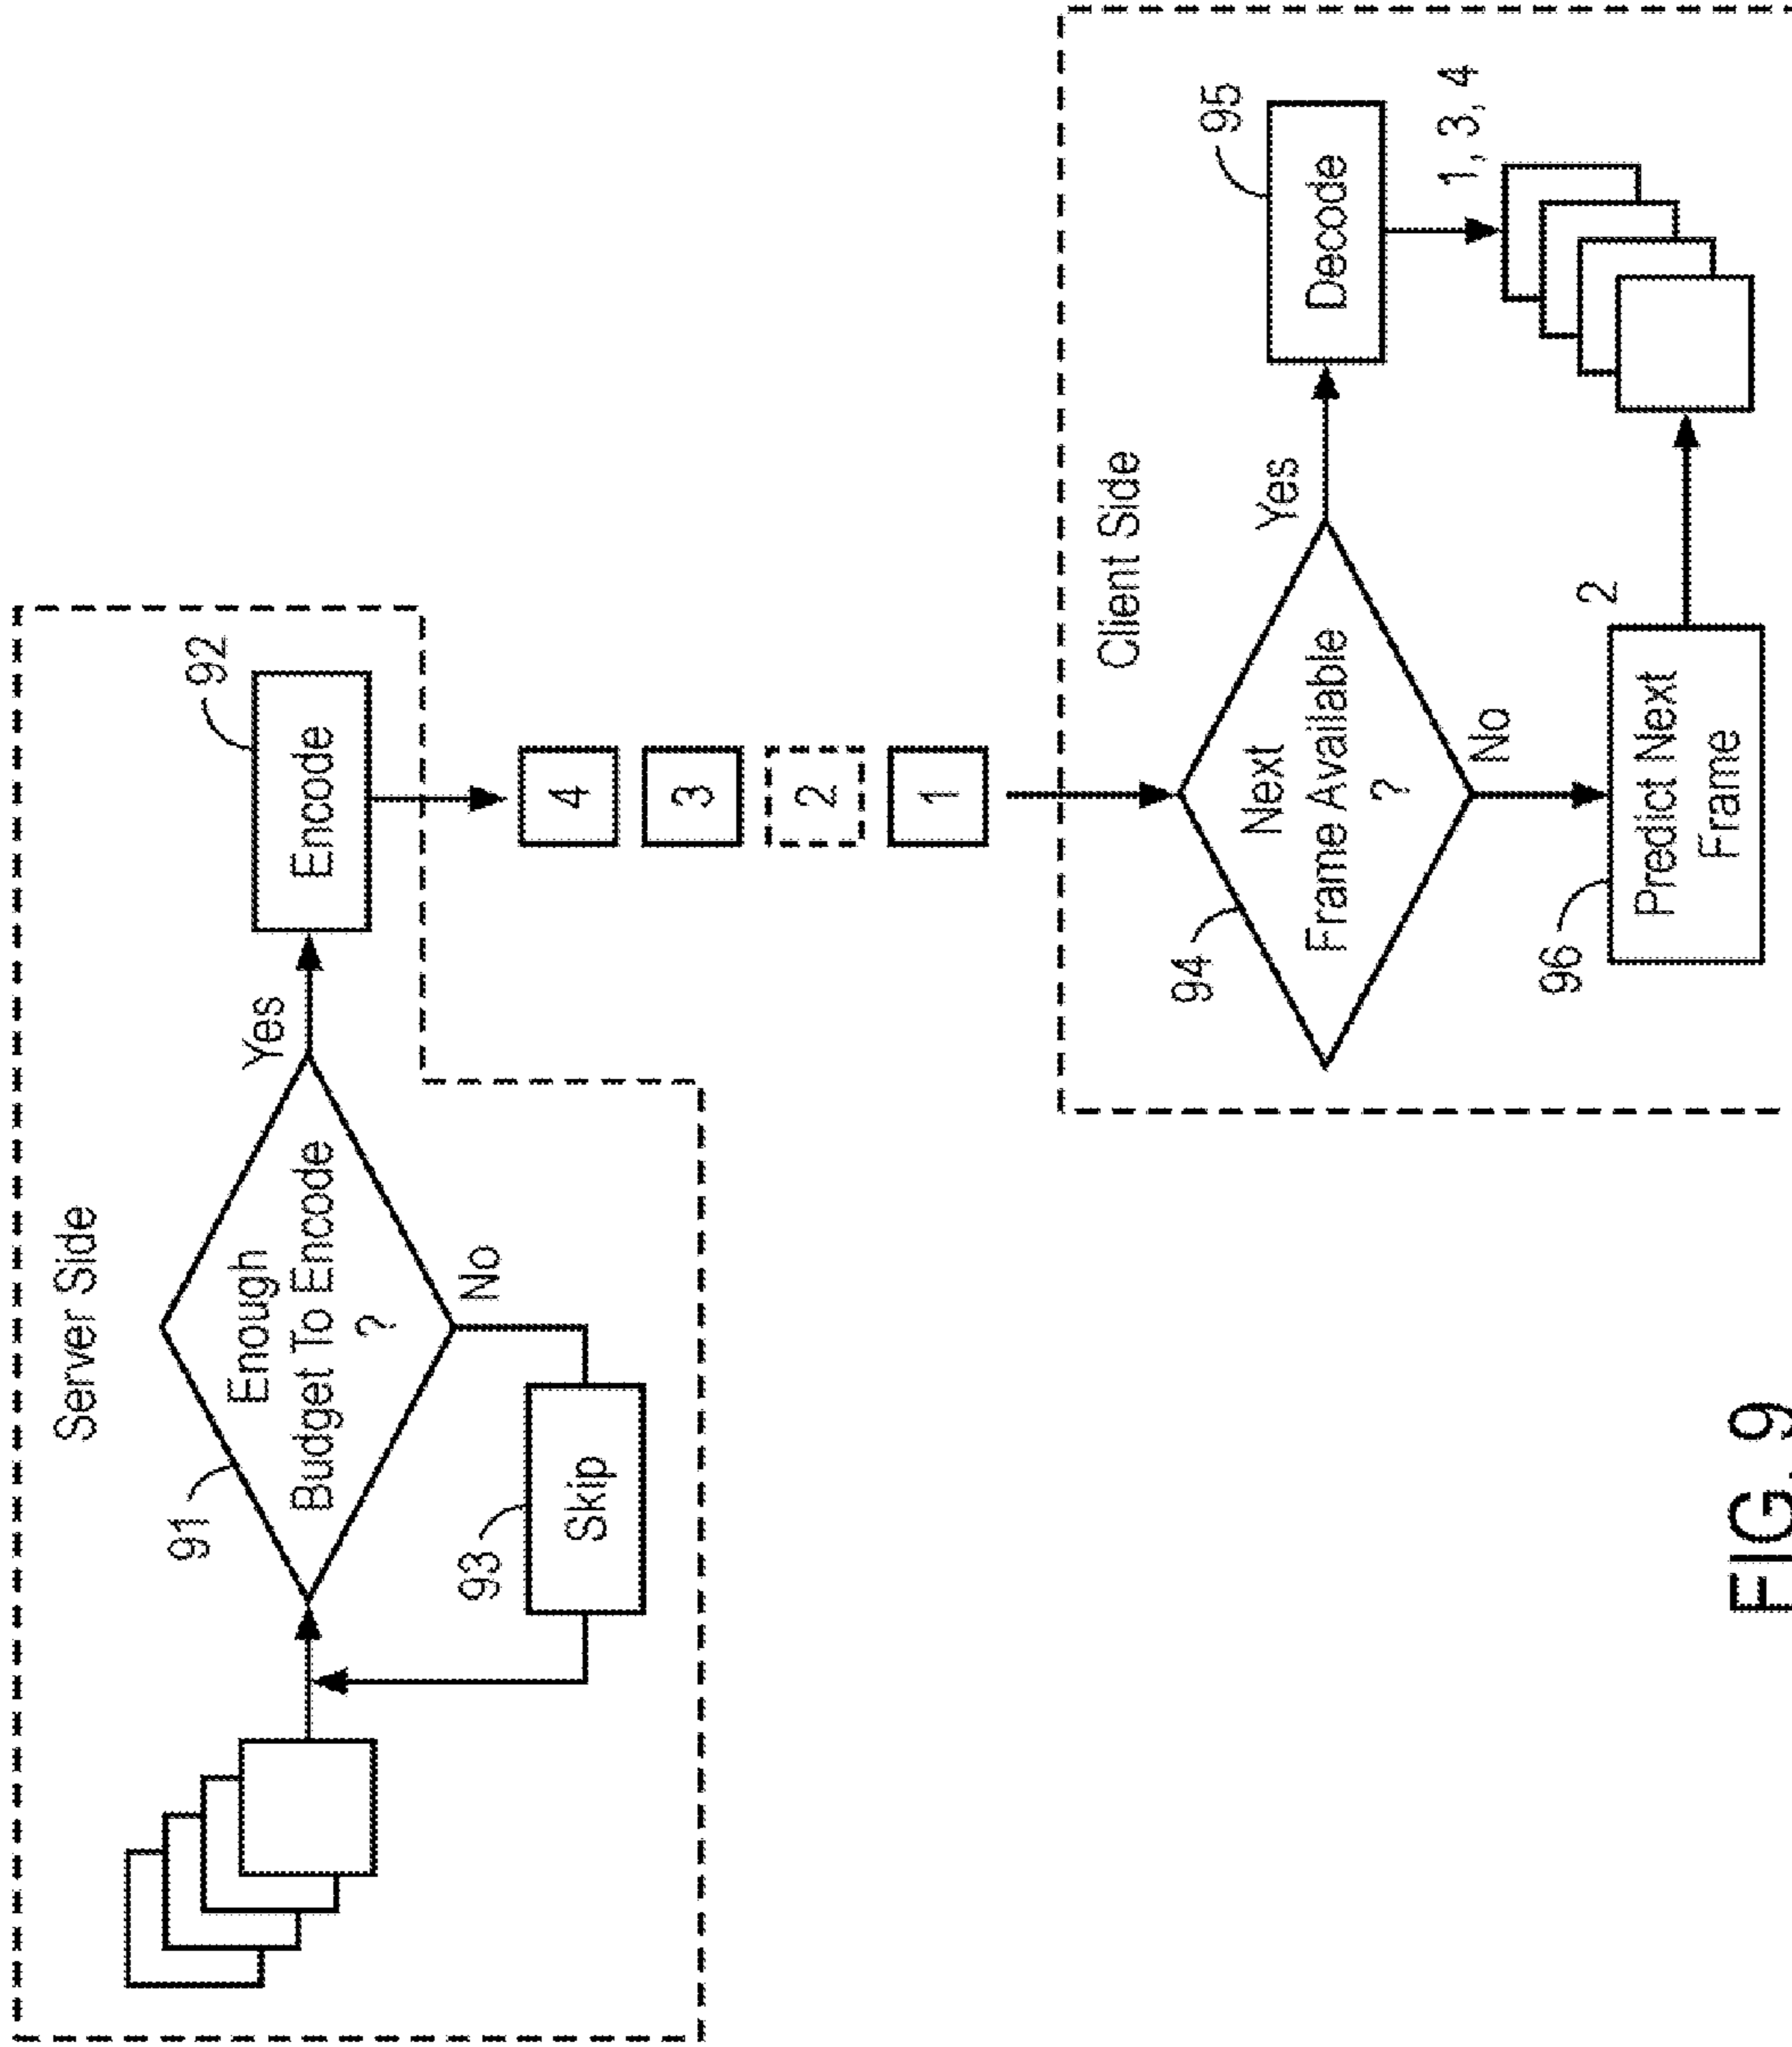 Server Side
91
Enough
Budget To Encode
?
Yes
92
Encode
No
93
Skip
4
3
2
1
Client Side
94
Next
Frame Available
?
Yes
95
Decode
1, 3, 4
No
96
Predict Next
Frame
2
FIG. 9